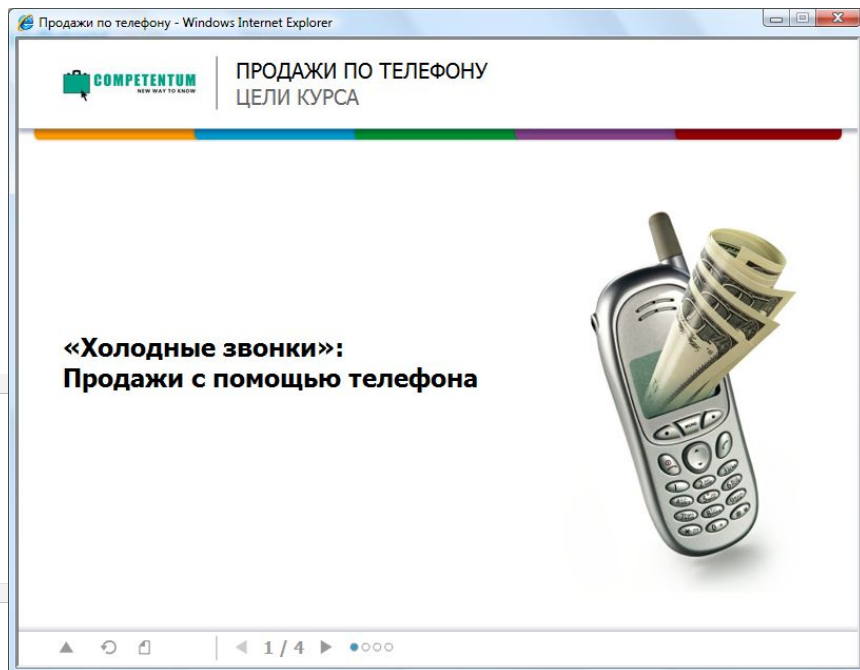 Продажи по телефону - Windows Internet Explorer
COMPETENTUM
NEW WAY TO KNOW
ПРОДАЖИ ПО ТЕЛЕФОНУ
ЦЕЛИ КУРСА
«Холодные звонки»:
Продажи с помощью телефона
MENU
1 / 4